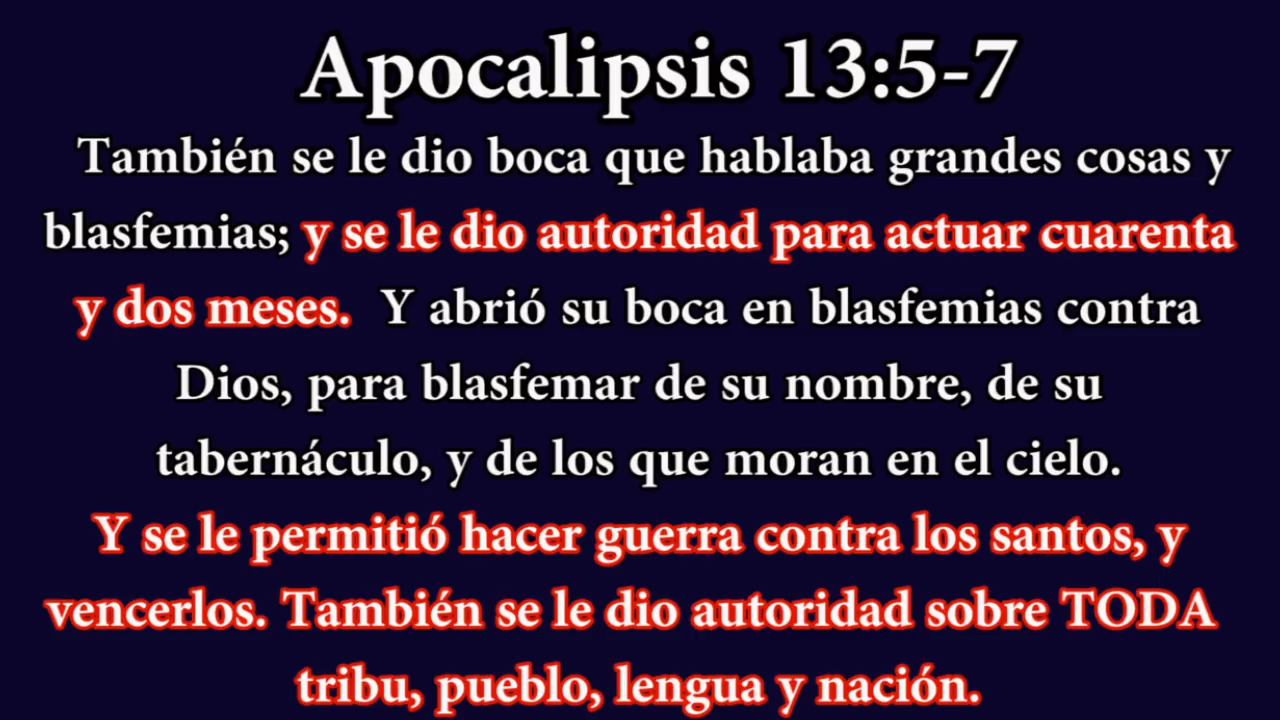 Apocalipsis 13:5-7
También se le dio boca que hablaba grandes cosas y
blasfemias; y se le dio autoridad para actuar cuarenta
y dos meses. Y abrió su boca en blasfemias contra
Dios, para blasfemar de su nombre, de su
tabernáculo, y de los que moran en el cielo.
Y se le permitió hacer guerra contra los santos, y
vencerlos. También se le dio autoridad sobre TODA
tribu, pueblo, lengua y nación.